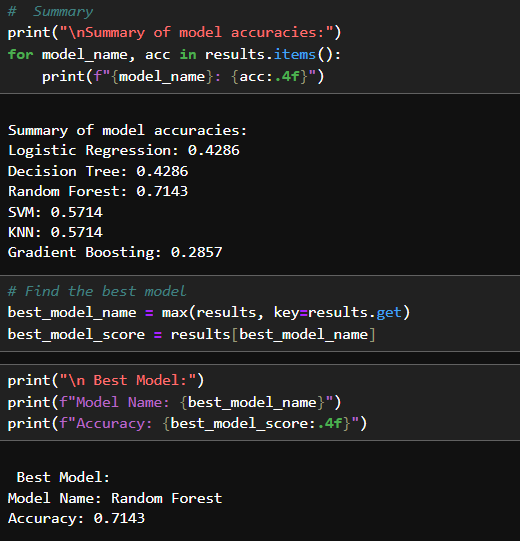 #  Summary
print("\nSummary of model accuracies:")
for model_name, acc in results.items():
    print(f"{model_name}: {acc:.4f}")
Summary of model accuracies:
Logistic Regression: 0.4286
Decision Tree: 0.4286
Random Forest: 0.7143
SVM: 0.5714
KNN: 0.5714
Gradient Boosting: 0.2857
# Find the best model
best_model_name = max(results, key=results.get)
best_model_score = results[best_model_name]
print("\n Best Model:")
print(f"Model Name: {best_model_name}")
print(f"Accuracy: {best_model_score:.4f}")
 Best Model:
Model Name: Random Forest
Accuracy: 0.7143